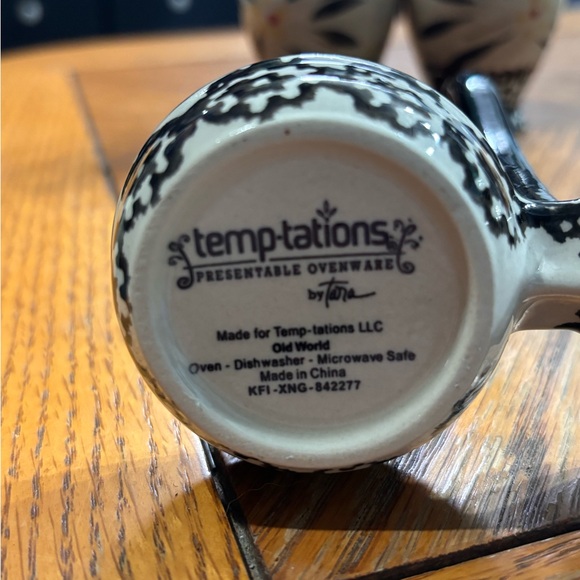 temp-tations
PRESENTABLE OVENWARE
by Tara
Made for Temp-tations LLC
Old World
Oven - Dishwasher - Microwave Safe
Made in China
KFI-XNG-842277